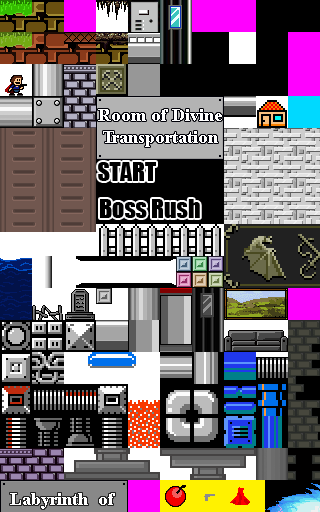 Room of Divine
Transportation
START
Boss Rush
Labyrinth of